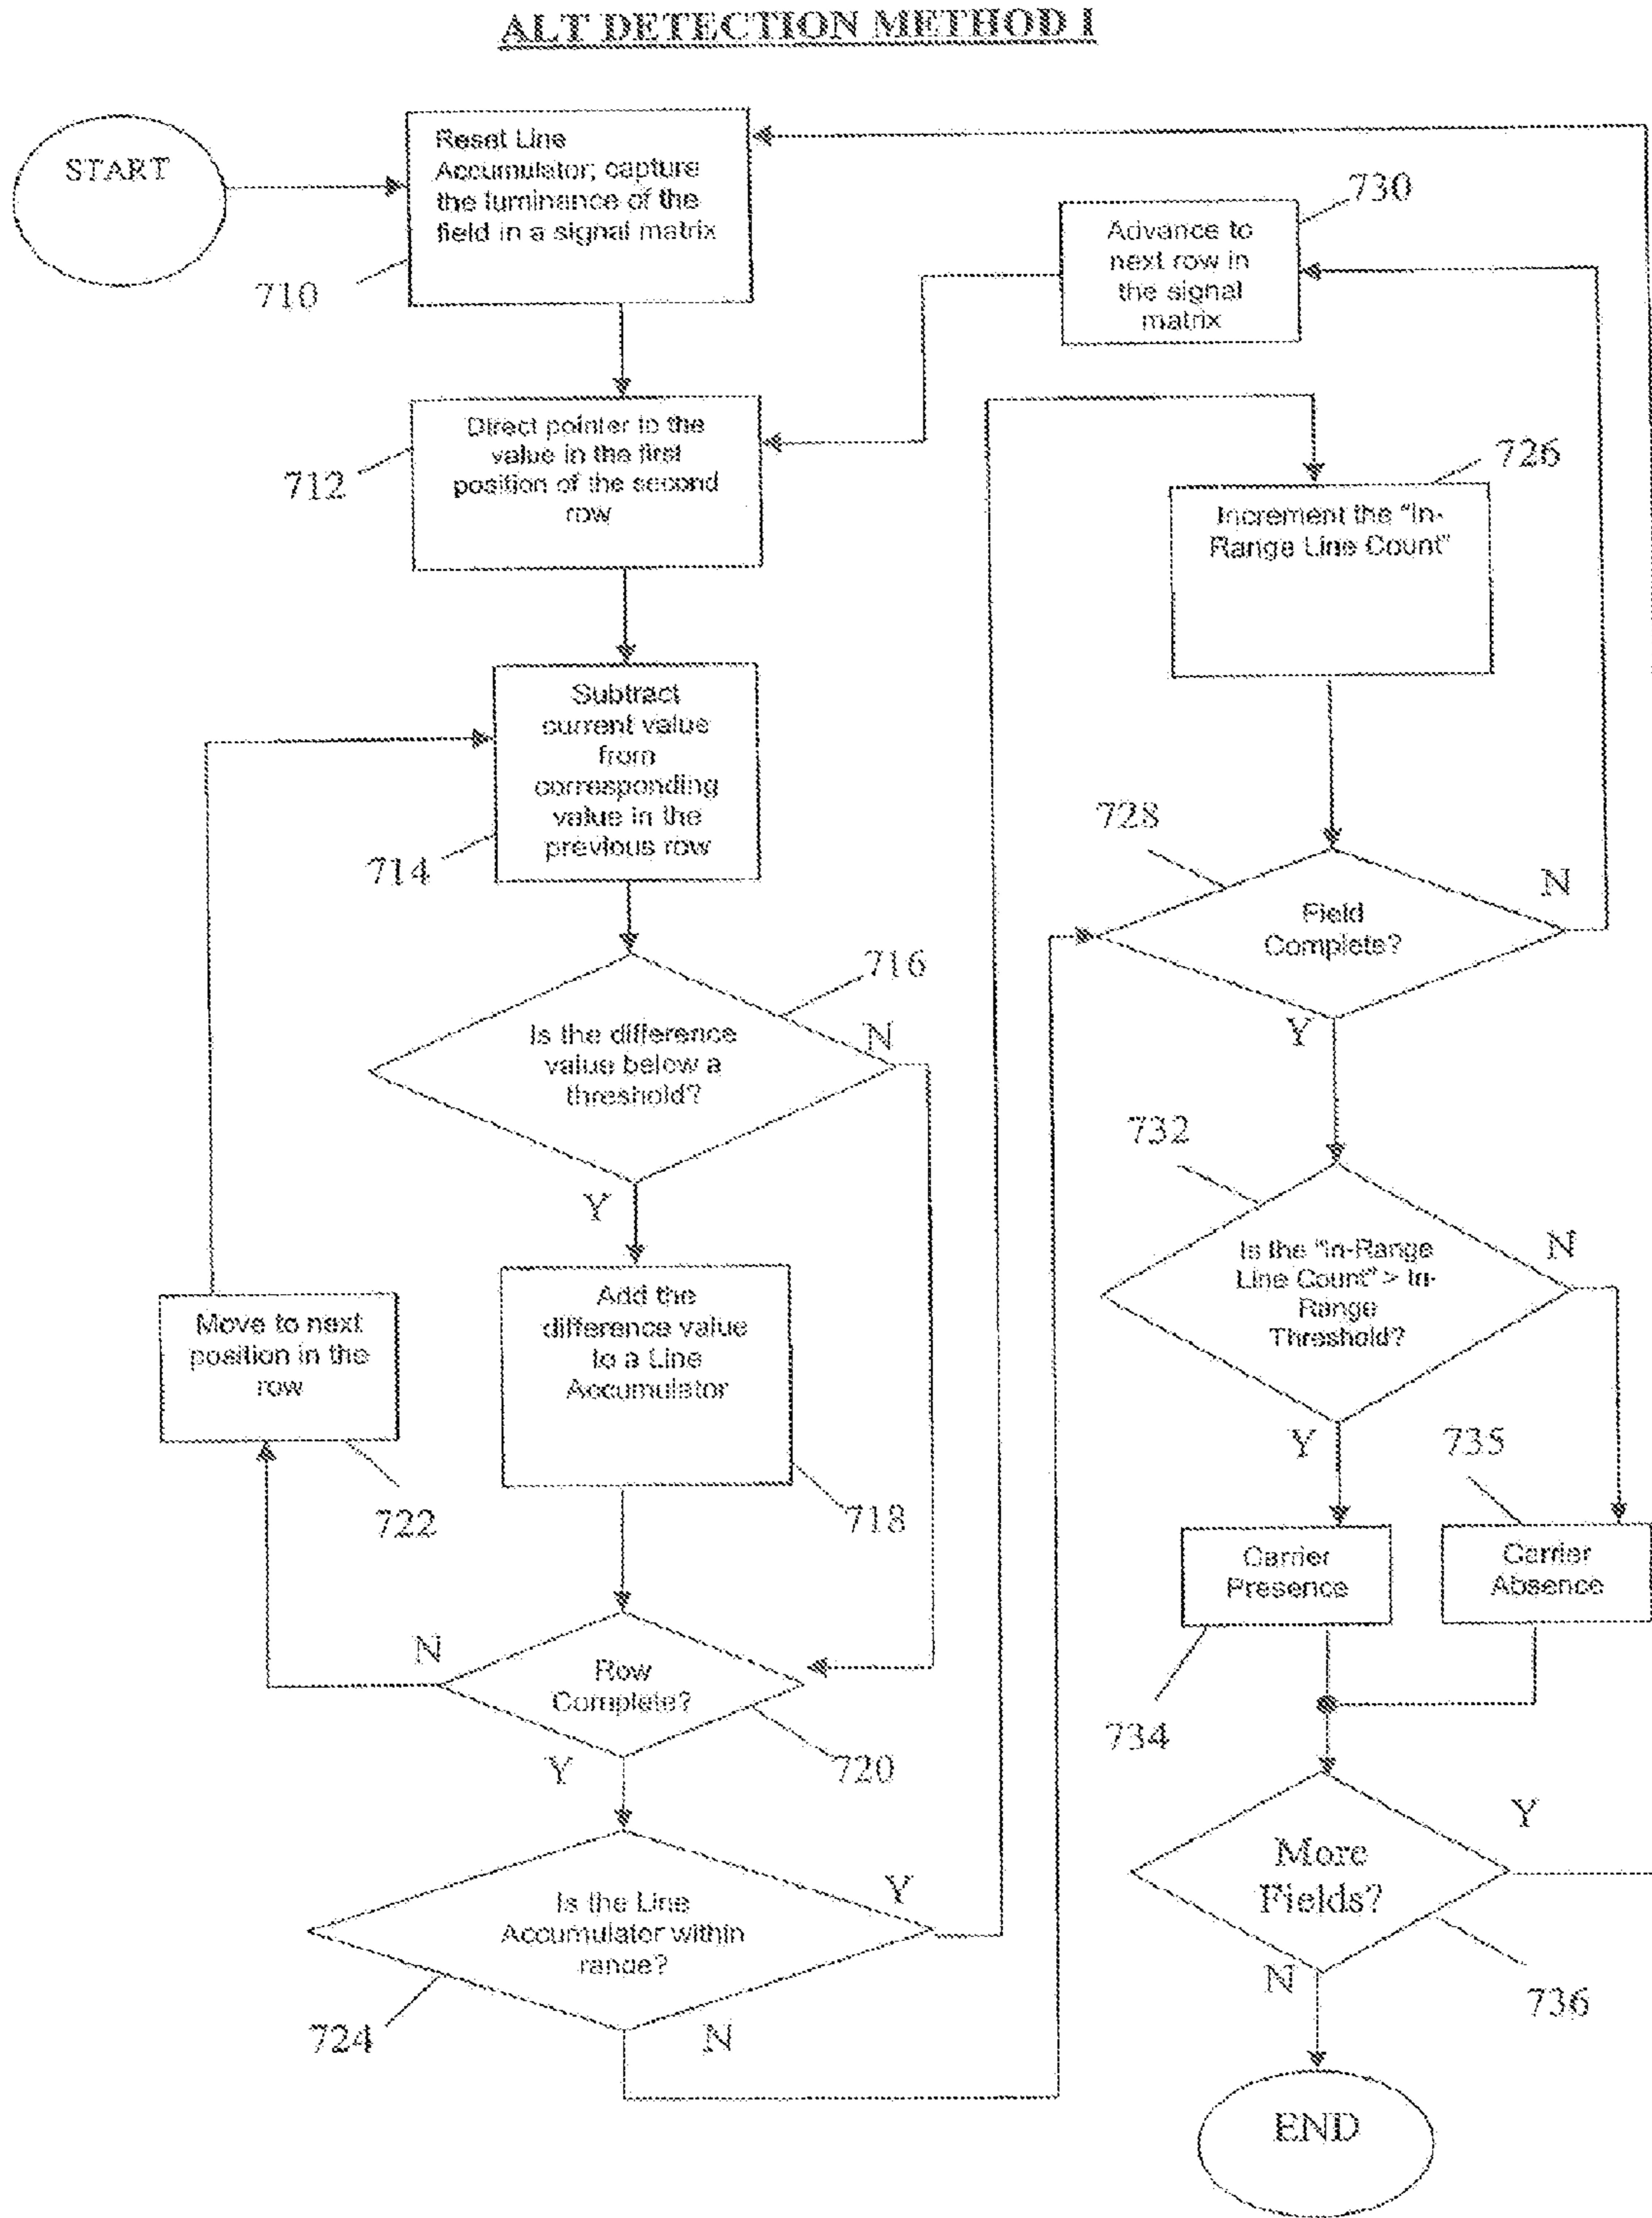 ALT DETECTION METHOD I
START
Reset Line
Accumulator; capture
the luminance of the
field in a signal matrix
710
730
Advance to
next row in
the signal
matrix
Direct pointer to the
value in the first
position of the second
row
712
726
Increment the "In-
Range Line Count"
Subtract
current value
from
corresponding
value in the
previous row
714
728
N
Field
Complete?
Y
716
N
Is the difference
value below a
threshold?
Y
732
N
Is the "In-Range
Line Count" > In-
Range
Threshold?
Y
Move to next
position in the
row
722
Add the
difference value
to a Line
Accumulator
718
735
Carrier
Presence
Carrier
Absence
734
N
Row
Complete?
Y
720
Y
More
Fields?
N
736
Y
Is the Line
Accumulator within
range?
724
N
END